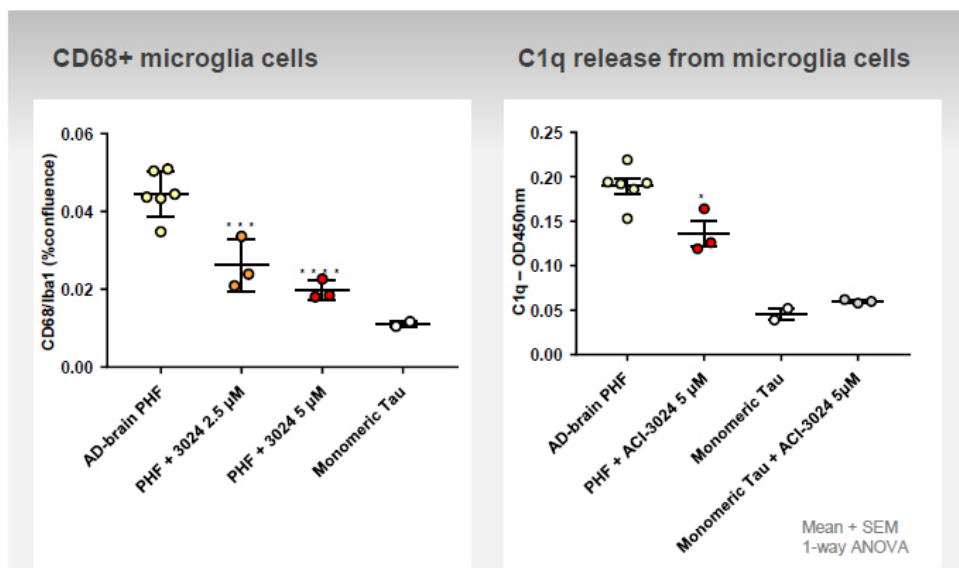 CD68+ microglia cells
CD68/Iba1 (%confluence)
0.06
0.04
0.02
0.00
* * *
* * * *
AD-brain PHF
PHF + 3024 2.5 µM
PHF + 3024 5 µM
Monomeric Tau
C1q release from microglia cells
C1q – OD450nm
0.25
0.20
0.15
0.10
0.05
0.00
*
AD-brain PHF
PHF + ACI-3024 5 µM
Monomeric Tau
Monomeric Tau + ACI-3024 5µM
Mean + SEM
1-way ANOVA